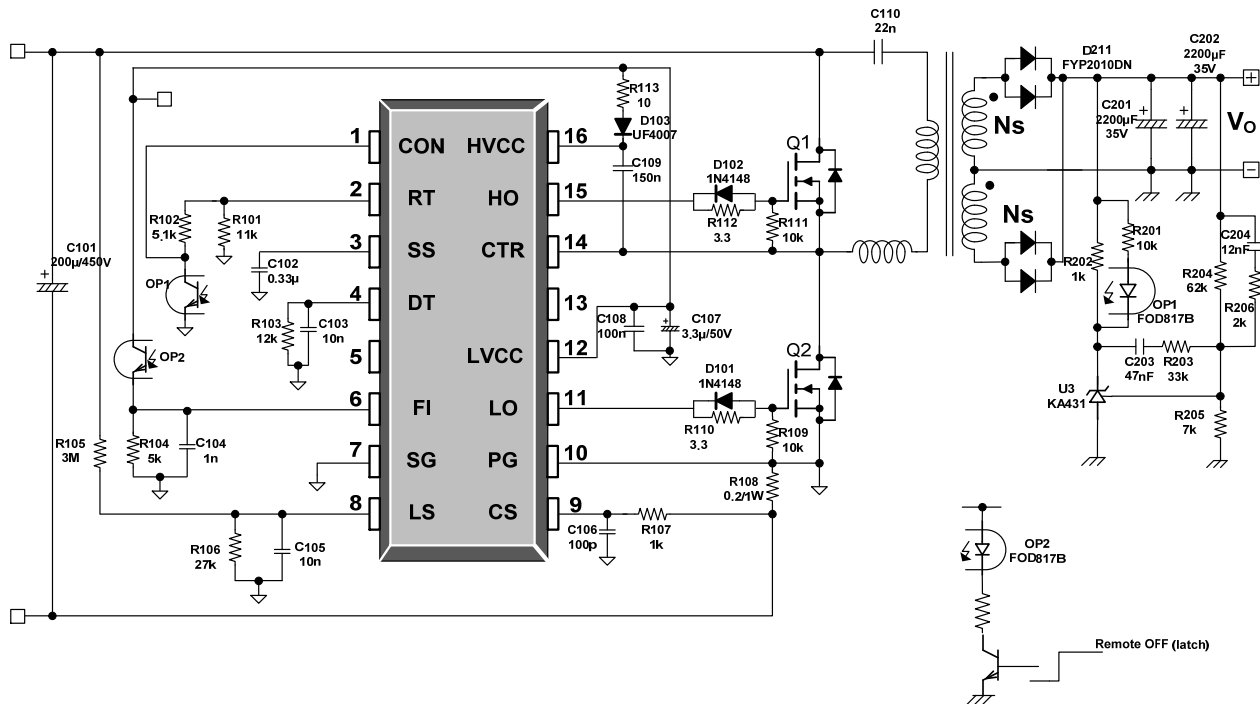 C110
22n
D211
FYP2010DN
C202
2200µF
35V
C201
2200µF
35V
Ns
Ns
VO
R113
10
D103
UF4007
C109
150n
1
CON
HVCC
16
2
RT
HO
15
3
SS
CTR
14
4
DT
13
5
LVCC
12
6
FI
LO
11
7
SG
PG
10
8
LS
CS
9
Q1
D102
1N4148
R112
3.3
R111
10k
R102
5.1k
R101
11k
C101
200µ/450V
C102
0.33µ
OP1
R103
12k
C103
10n
C108
100n
C107
3.3µ/50V
OP2
Q2
D101
1N4148
R110
3.3
R109
10k
R105
3M
R104
5k
C104
1n
R108
0.2/1W
C106
100p
R107
1k
R106
27k
C105
10n
R201
10k
R202
1k
OP1
FOD817B
C204
12nF
R204
62k
R206
2k
C203
47nF
R203
33k
U3
KA431
R205
7k
OP2
FOD817B
Remote OFF (latch)